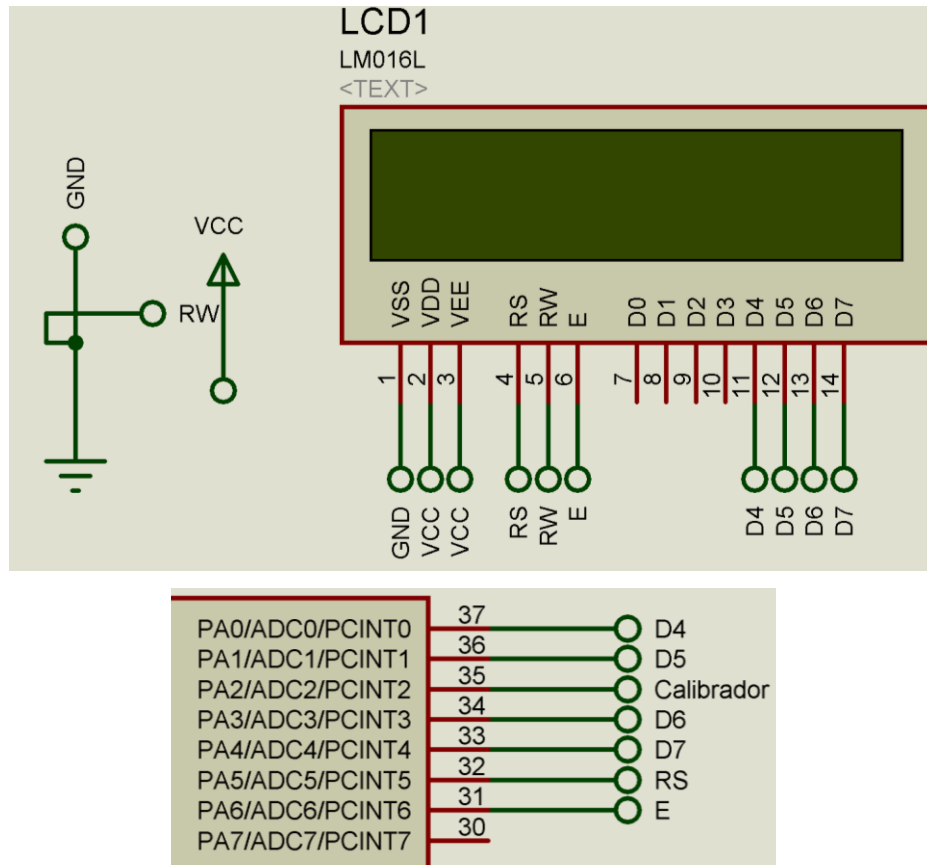 LCD1
LM016L
<TEXT>
GND
VCC
RW
VSS VDD VEE RS RW E D0 D1 D2 D3 D4 D5 D6 D7
1 2 3 4 5 6 7 8 9 10 11 12 13 14
GND VCC VCC RS RW E D4 D5 D6 D7
PA0/ADC0/PCINT0 37 D4
PA1/ADC1/PCINT1 36 D5
PA2/ADC2/PCINT2 35 Calibrador
PA3/ADC3/PCINT3 34 D6
PA4/ADC4/PCINT4 33 D7
PA5/ADC5/PCINT5 32 RS
PA6/ADC6/PCINT6 31 E
PA7/ADC7/PCINT7 30